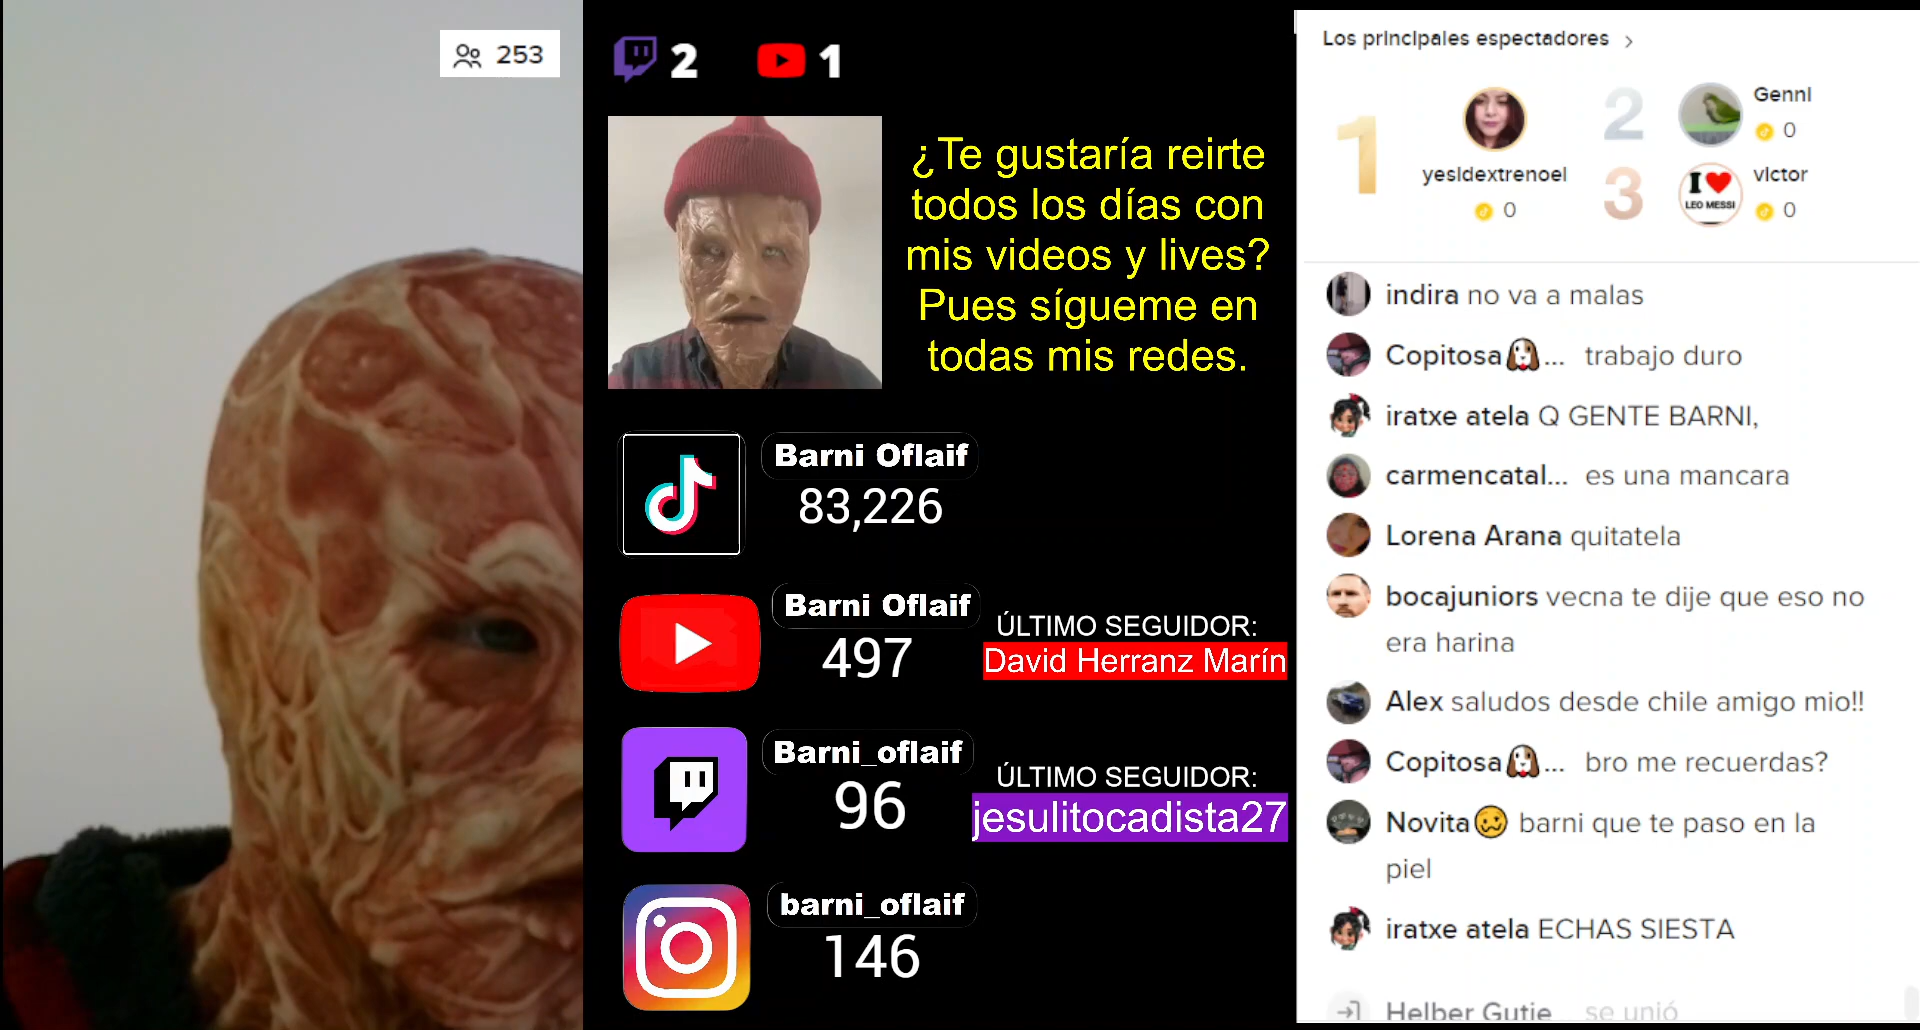 253
2
1
¿Te gustaría reirte
todos los días con
mis videos y lives?
Pues sígueme en
todas mis redes.
Barni Oflaif
83,226
Barni Oflaif
497
ÚLTIMO SEGUIDOR:
David Herranz Marín
Barni_oflaif
96
ÚLTIMO SEGUIDOR:
jesulitocadista27
barni_oflaif
146
Los principales espectadores
1
yesidextrenoel
0
2
Genni
0
3
I ❤ LEO MESSI
victor
0
indira no va a malas
Copitosa🐶... trabajo duro
iratxe atela Q GENTE BARNI,
carmencatal... es una mancara
Lorena Arana quitatela
bocajuniors vecna te dije que eso no
era harina
Alex saludos desde chile amigo mio!!
Copitosa🐶... bro me recuerdas?
Novita🥴 barni que te paso en la
piel
iratxe atela ECHAS SIESTA
Helber Gutie se unió